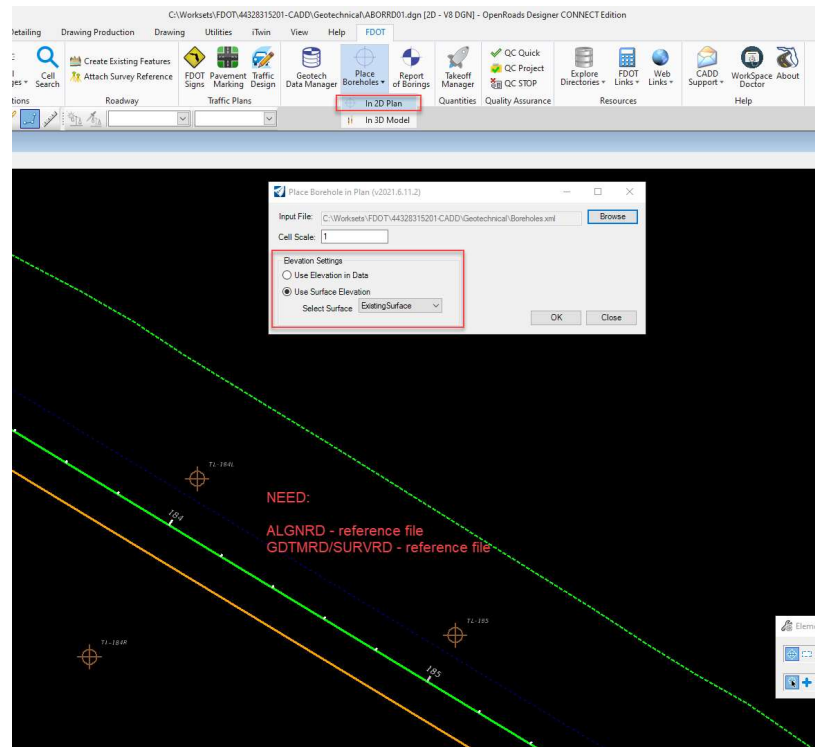 C:\Worksets\FDOT\44328315201-CADD\Geotechnical\ABORRD01.dgn [2D - V8 DGN] - OpenRoads Designer CONNECT Edition
Detailing Drawing Production Drawing Utilities iTwin View Help FDOT
Create Existing Features
Attach Survey Reference
Cell Search
FDOT Signs
Pavement Marking
Traffic Design
Geotech Data Manager
Place Boreholes
Report of Borings
Takeoff Manager
QC Quick
QC Project
QC STOP
Explore Directories
FDOT Links
Web Links
CADD Support
WorkSpace Doctor
About
Roadway Traffic Plans Quantities Quality Assurance Resources Help
In 2D Plan
In 3D Model
Place Borehole in Plan (v2021.6.11.2)
Input File: C:\Worksets\FDOT\44328315201-CADD\Geotechnical\Boreholes.xml Browse
Cell Scale: 1
Elevation Settings
Use Elevation in Data
Use Surface Elevation
Select Surface ExistingSurface
OK Close
TL-184L
184
NEED:
ALGNRD - reference file
GDTMRD/SURVRD - reference file
TL-184R
TL-185
185
Eleme